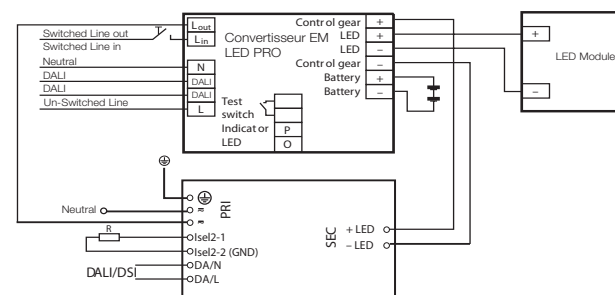 Switched Line out
Switched Line in
Neutral
DALI
DALI
Un-Switched Line
Lout
Lin
N
DALI
DALI
L
Convertisseur EM
LED PRO
Test
switch
Indicator
LED
P
O
Control gear +
LED +
LED –
Control gear –
Battery +
Battery –
+
–
LED Module
Neutral
R
DALI/DSI
PRI
Isel2-1
Isel2-2 (GND)
DA/N
DA/L
SEC
+ LED
– LED